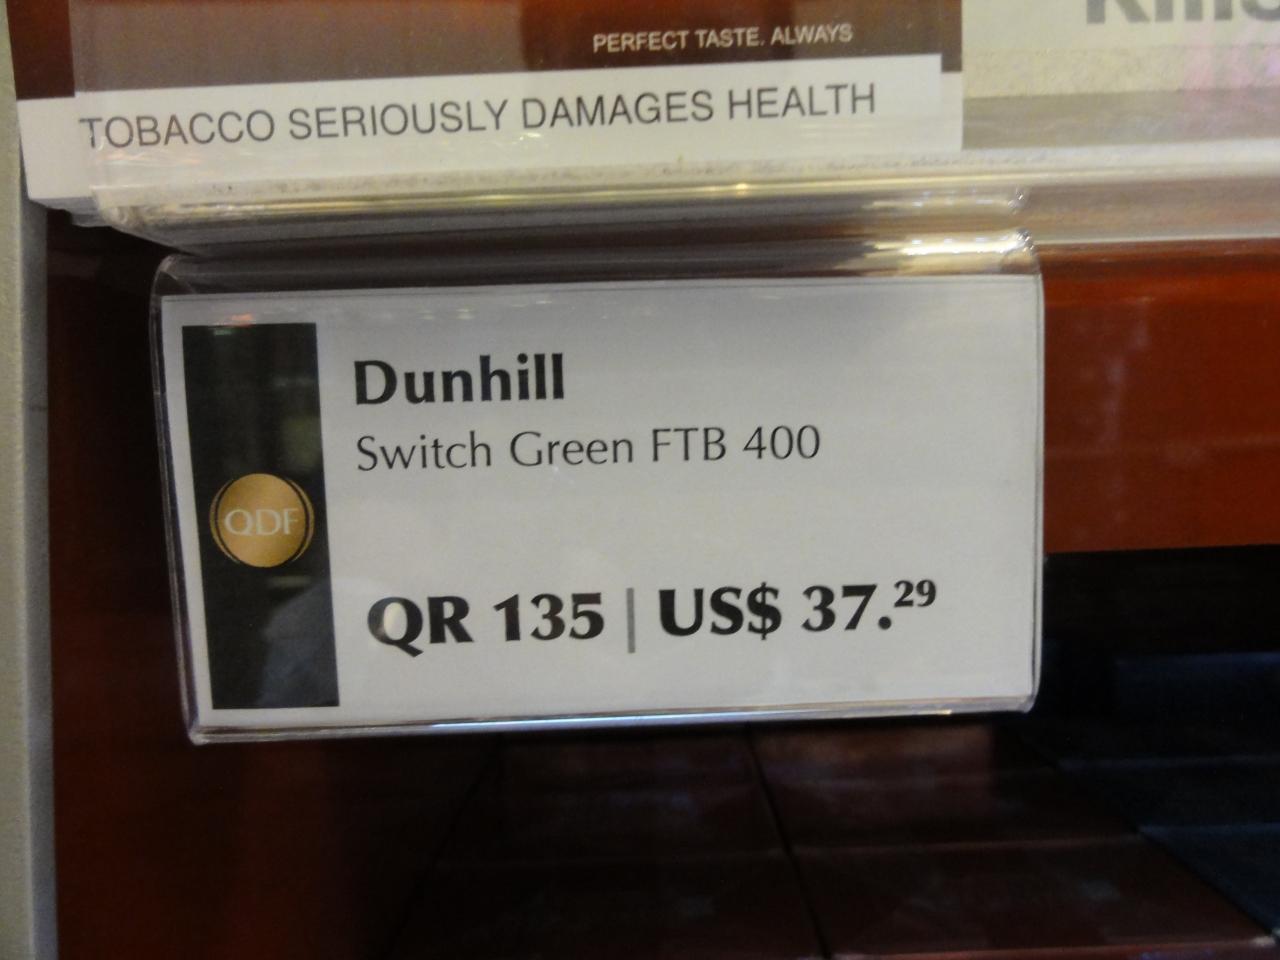 PERFECT TASTE. ALWAYS
TOBACCO SERIOUSLY DAMAGES HEALTH
Dunhill
Switch Green FTB 400
QDF
QR 135 | US$ 37.29